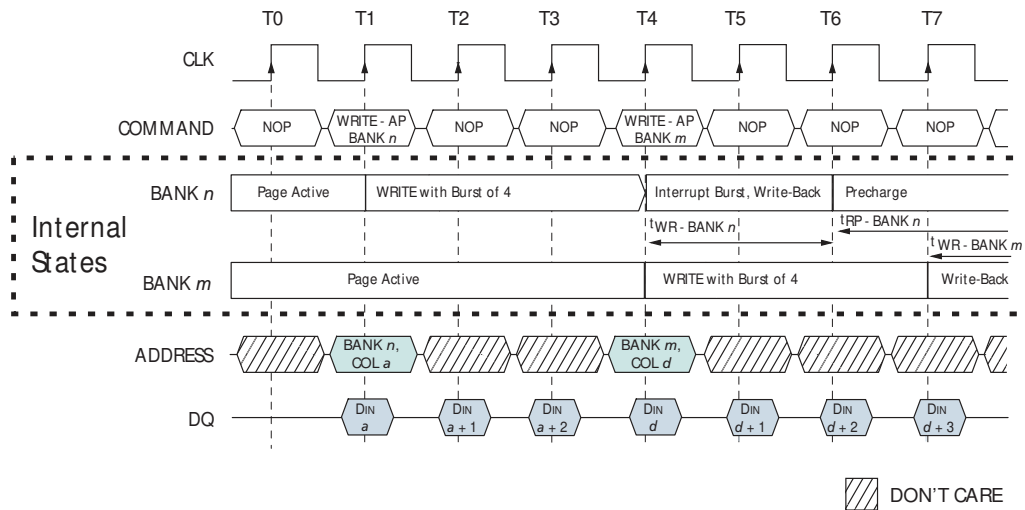 T0 T1 T2 T3 T4 T5 T6 T7
CLK
COMMAND NOP WRITE - AP BANK n NOP NOP WRITE - AP BANK m NOP NOP NOP
Internal States
BANK n Page Active WRITE with Burst of 4 Interrupt Burst, Write-Back Precharge
tWR - BANK n tRP - BANK n
tWR - BANK m
BANK m Page Active WRITE with Burst of 4 Write-Back
ADDRESS BANK n, COL a BANK m, COL d
DQ DIN a DIN a + 1 DIN a + 2 DIN d DIN d + 1 DIN d + 2 DIN d + 3
DON'T CARE